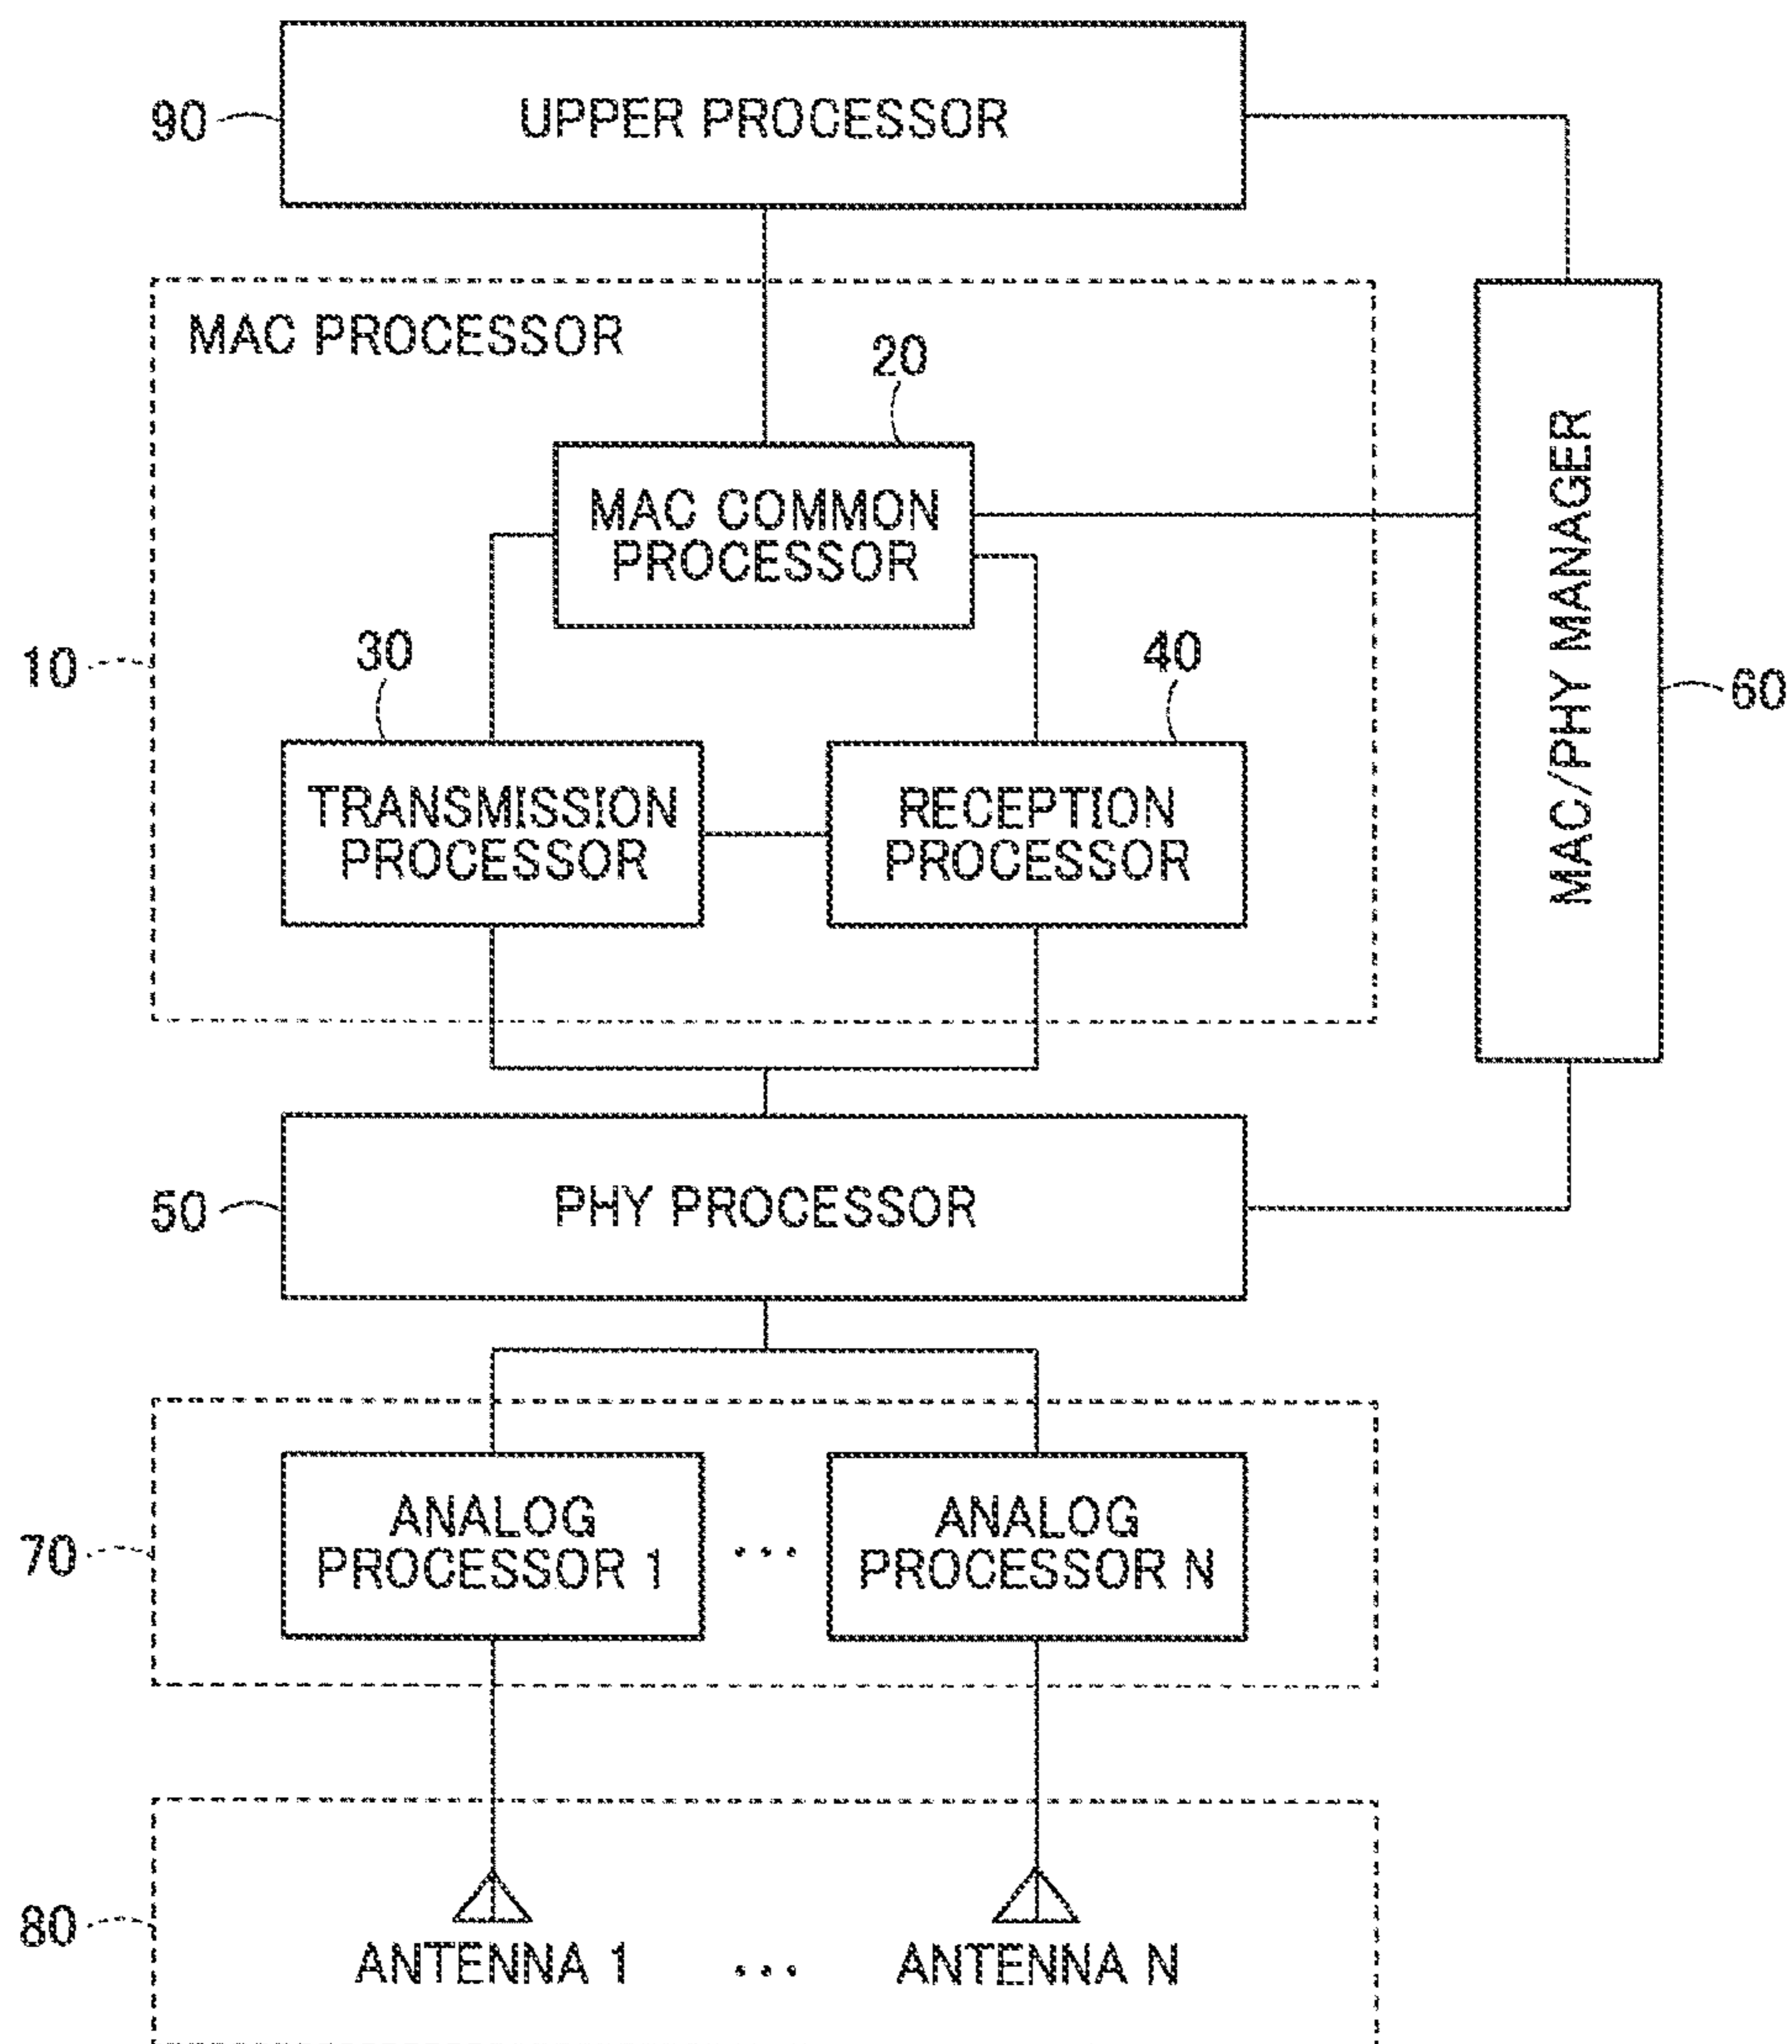 90
UPPER PROCESSOR
MAC PROCESSOR
20
MAC COMMON
PROCESSOR
10
30
40
TRANSMISSION
PROCESSOR
RECEPTION
PROCESSOR
MAC/PHY MANAGER
60
50
PHY PROCESSOR
70
ANALOG
PROCESSOR 1
...
ANALOG
PROCESSOR N
80
ANTENNA 1
...
ANTENNA N